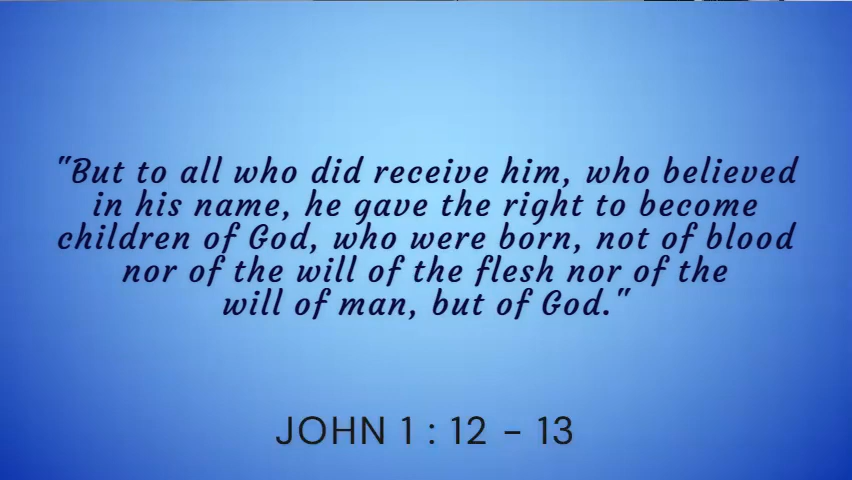 "But to all who did receive him, who believed
in his name, he gave the right to become
children of God, who were born, not of blood
nor of the will of the flesh nor of the
will of man, but of God."
JOHN 1 : 12 - 13